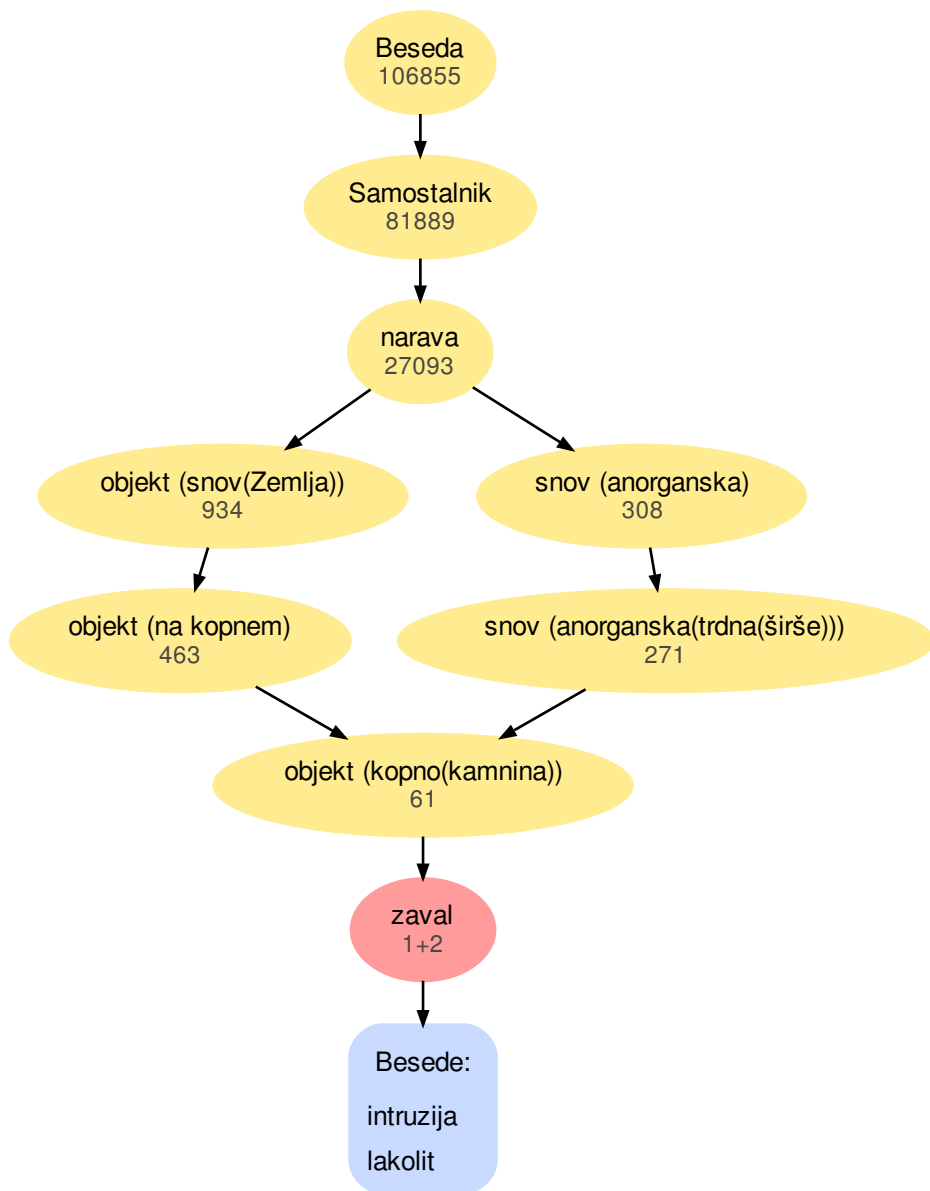 Beseda
106855
Samostalnik
81889
narava
27093
objekt (snov(Zemlja))
934
snov (anorganska)
308
objekt (na kopnem)
463
snov (anorganska(trdna(širše)))
271
objekt (kopno(kamnina))
61
zaval
1+2
Besede:
intruzija
lakolit